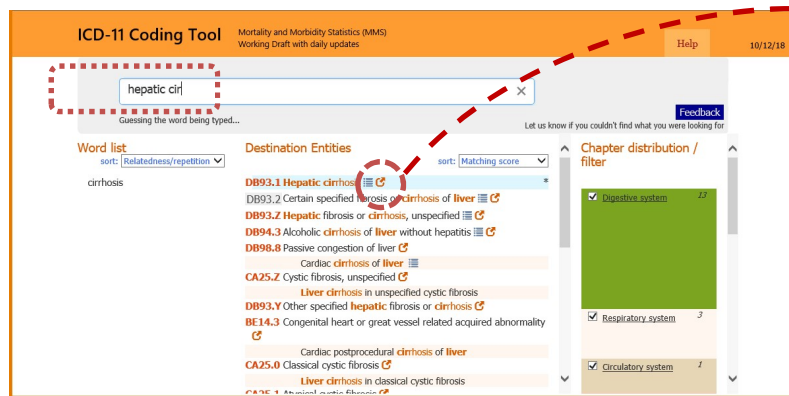 ICD-11 Coding Tool
Mortality and Morbidity Statistics (MMS)
Working Draft with daily updates
Help
10/12/18
hepatic cir
Guessing the word being typed...
Feedback
Let us know if you couldn't find what you were looking for
Word list
sort: Relatedness/repetition
cirrhosis
Destination Entities
sort: Matching score
DB93.1 Hepatic cirrhosis *
DB93.2 Certain specified fibrosis or cirrhosis of liver
DB93.Z Hepatic fibrosis or cirrhosis, unspecified
DB94.3 Alcoholic cirrhosis of liver without hepatitis
DB98.8 Passive congestion of liver
Cardiac cirrhosis of liver
CA25.Z Cystic fibrosis, unspecified
Liver cirrhosis in unspecified cystic fibrosis
DB93.Y Other specified hepatic fibrosis or cirrhosis
BE14.3 Congenital heart or great vessel related acquired abnormality
Cardiac postprocedural cirrhosis of liver
CA25.0 Classical cystic fibrosis
Liver cirrhosis in classical cystic fibrosis
CA25.1 Atypical cystic fibrosis
Chapter distribution /
filter
Digestive system 13
Respiratory system 3
Circulatory system 1